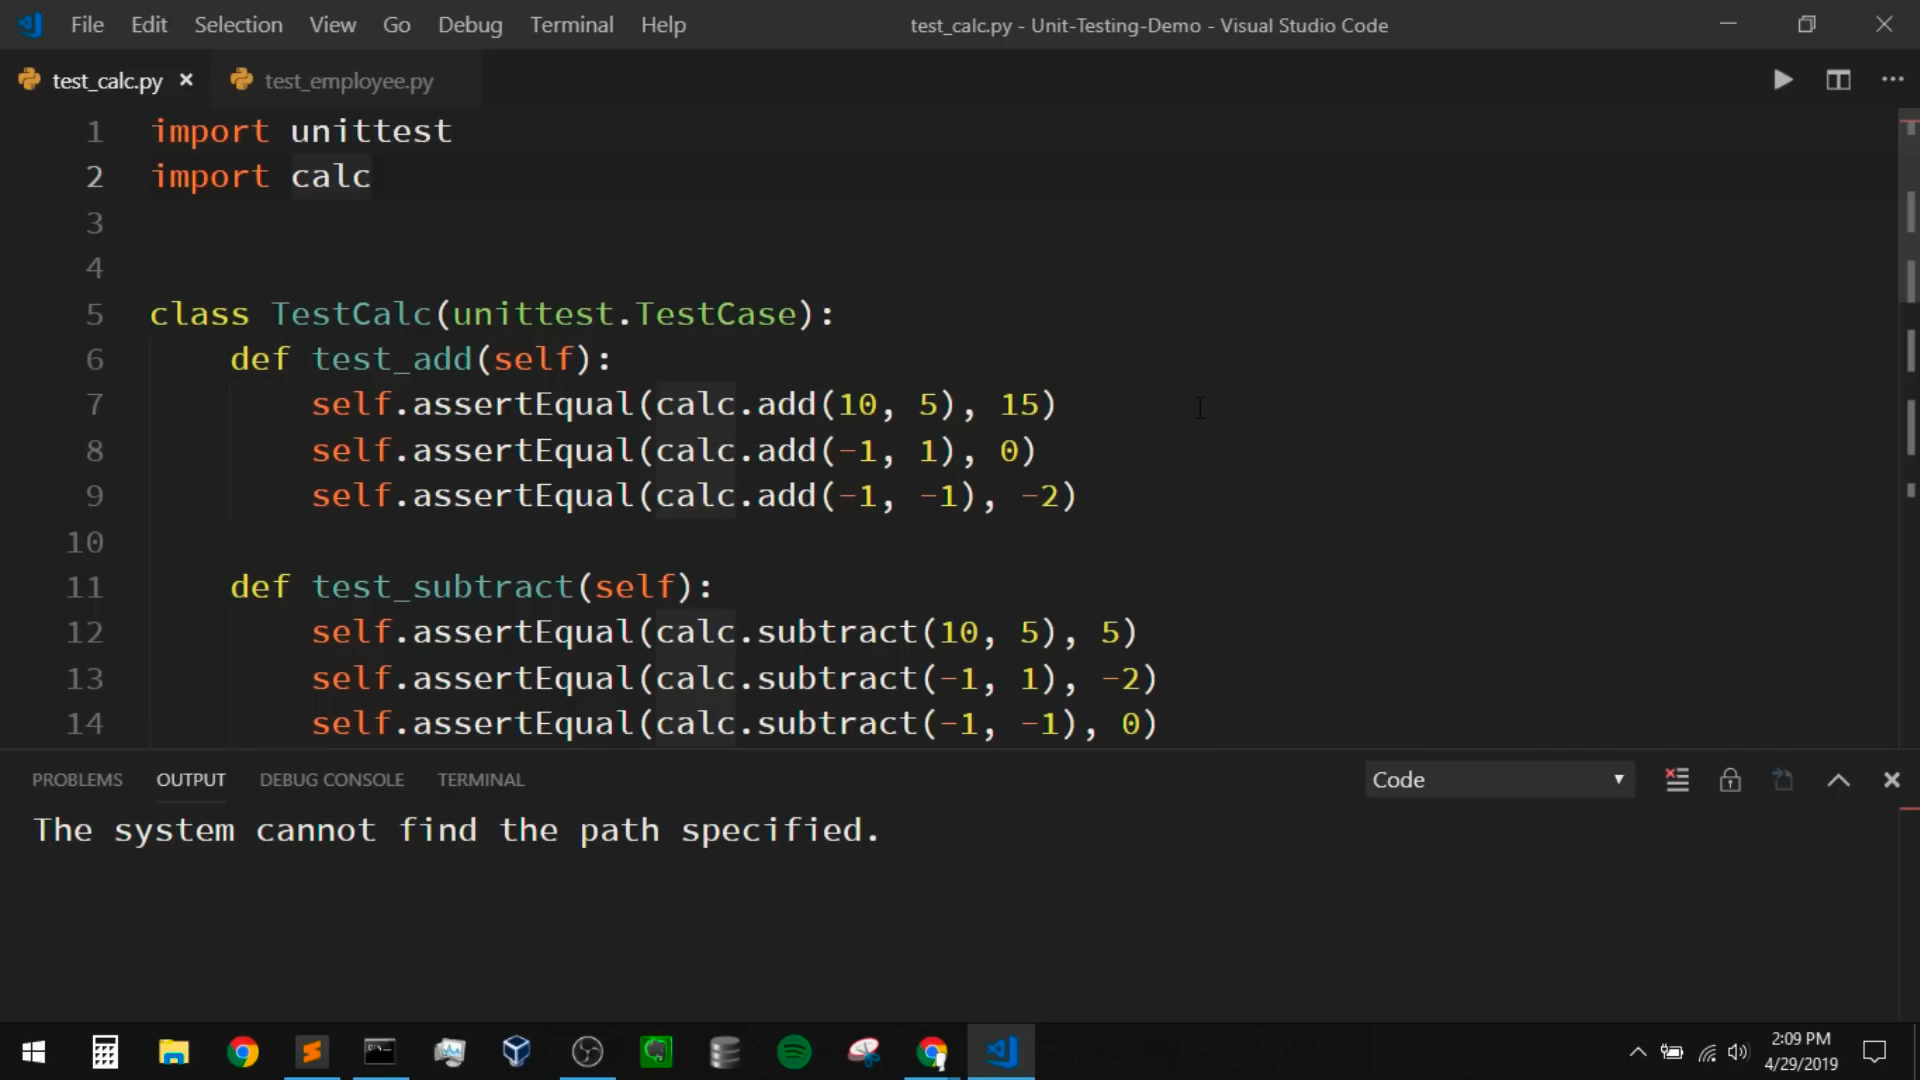 File Edit Selection View Go Debug Terminal Help test_calc.py - Unit-Testing-Demo - Visual Studio Code
test_calc.py × test_employee.py
1 import unittest
2 import calc
3
4
5 class TestCalc(unittest.TestCase):
6     def test_add(self):
7         self.assertEqual(calc.add(10, 5), 15)
8         self.assertEqual(calc.add(-1, 1), 0)
9         self.assertEqual(calc.add(-1, -1), -2)
10
11     def test_subtract(self):
12         self.assertEqual(calc.subtract(10, 5), 5)
13         self.assertEqual(calc.subtract(-1, 1), -2)
14         self.assertEqual(calc.subtract(-1, -1), 0)
PROBLEMS OUTPUT DEBUG CONSOLE TERMINAL Code
The system cannot find the path specified.
2:09 PM
4/29/2019